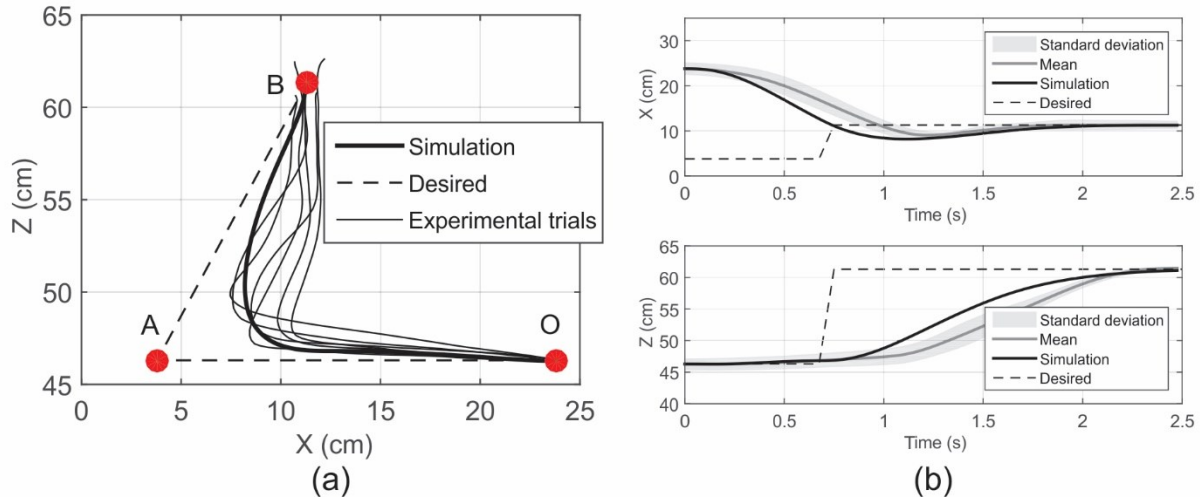 65
60
55
50
45
Z (cm)
0
5
10
15
20
25
X (cm)
B
A
O
Simulation
Desired
Experimental trials
(a)
30
20
10
0
X (cm)
0
0.5
1
1.5
2
2.5
Time (s)
Standard deviation
Mean
Simulation
Desired
65
60
55
50
45
40
Z (cm)
0
0.5
1
1.5
2
2.5
Time (s)
Standard deviation
Mean
Simulation
Desired
(b)